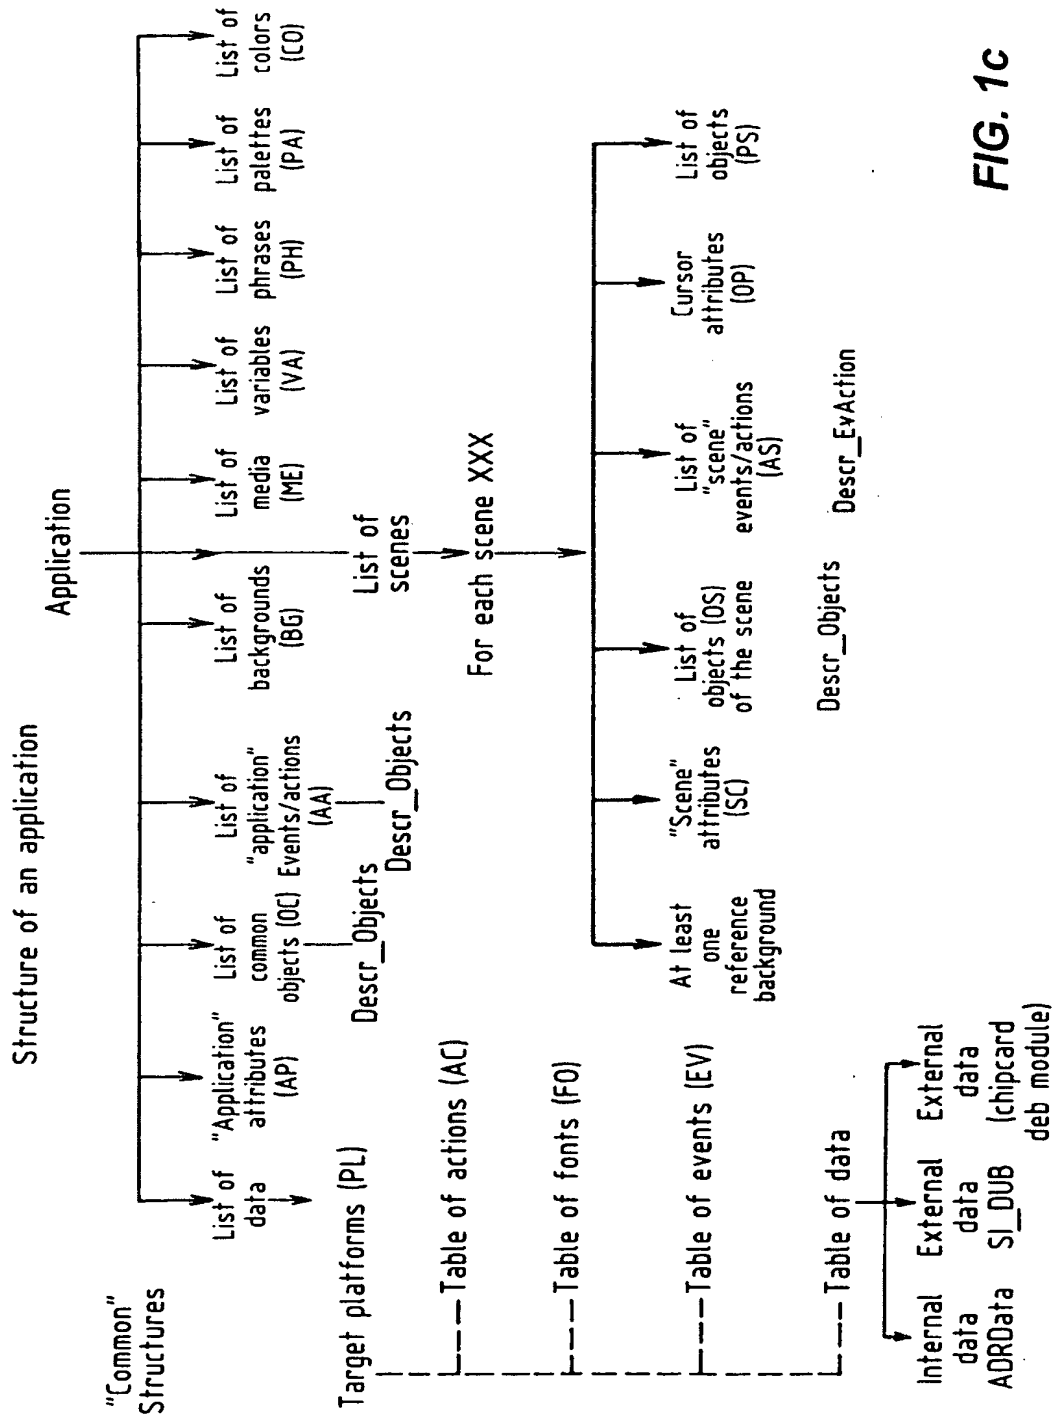 Structure of an application
Application
"Common"
Structures
List of
data
"Application"
attributes
(AP)
List of
common
objects (OC)
List of
"application"
Events/actions
(AA)
List of
backgrounds
(BG)
List of
media
(ME)
List of
variables
(VA)
List of
phrases
(PH)
List of
palettes
(PA)
List of
colors
(CO)
Descr_Objects
Descr_Objects
List of
scenes
For each scene XXX
Target platforms (PL)
Table of actions (AC)
Table of fonts (FO)
Table of events (EV)
Table of data
At least
one
reference
background
"Scene"
attributes
(SC)
List of
objects (OS)
of the scene
List of
"scene"
events/actions
(AS)
Cursor
attributes
(OP)
List of
objects
(PS)
Descr_Objects
Descr_EvAction
Internal
data
ADRData
External
data
SI_DUB
External
data
(chipcard
deb module)
FIG. 1c